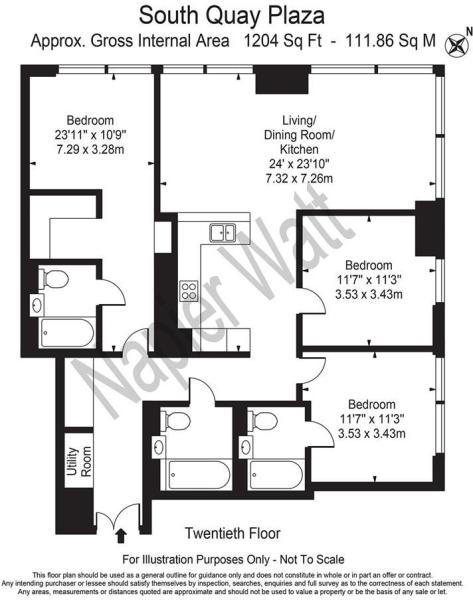 South Quay Plaza
Approx. Gross Internal Area 1204 Sq Ft - 111.86 Sq M
N
Bedroom
23'11" x 10'9"
7.29 x 3.28m
Living/
Dining Room/
Kitchen
24' x 23'10"
7.32 x 7.26m
Napier Watt
Bedroom
11'7" x 11'3"
3.53 x 3.43m
Bedroom
11'7" x 11'3"
3.53 x 3.43m
Utility
Room
Twentieth Floor
For Illustration Purposes Only - Not To Scale
This floor plan should be used as a general outline for guidance only and does not constitute in whole or in part an offer or contract.
Any intending purchaser or lessee should satisfy themselves by inspection, searches, enquiries and full survey as to the correctness of each statement.
Any areas, measurements or distances quoted are approximate and should not be used to value a property or be the basis of any sale or let.